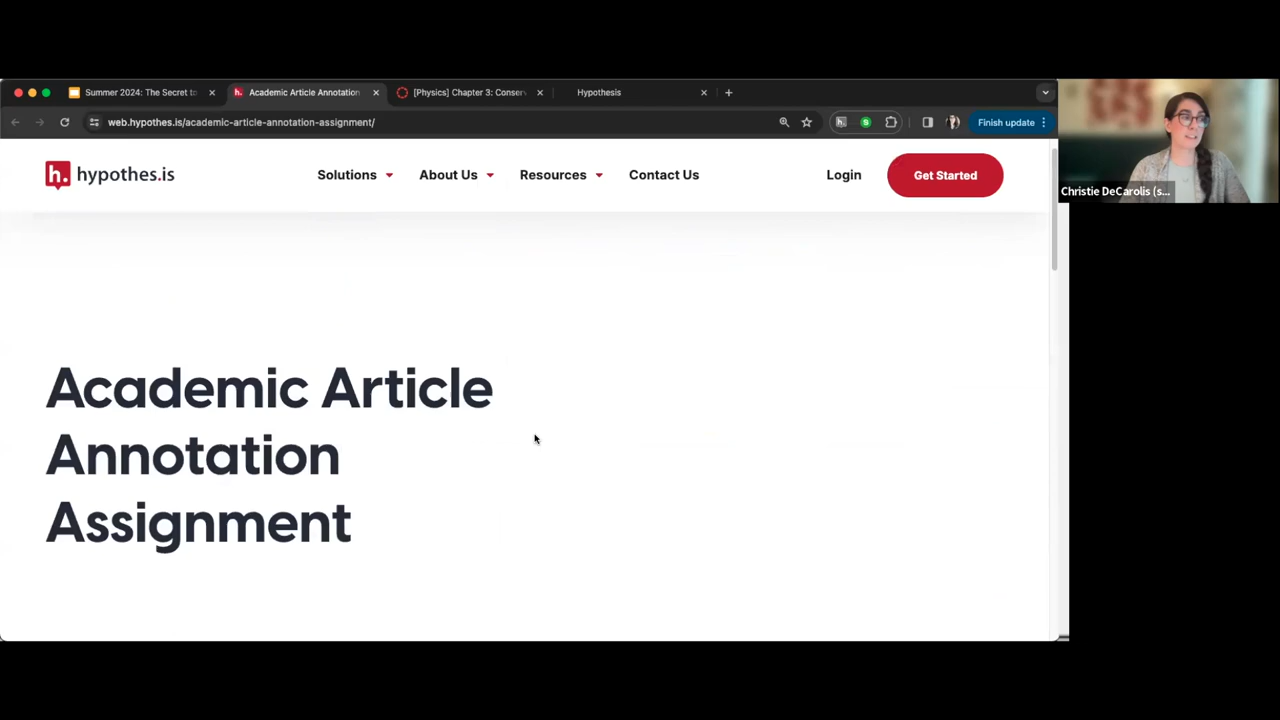 Summer 2024: The Secret to
Academic Article Annotation
[Physics] Chapter 3: Conserv
Hypothesis
web.hypothes.is/academic-article-annotation-assignment/
Finish update
h. hypothes.is
Solutions
About Us
Resources
Contact Us
Login
Get Started
Christie DeCarolis (s...
Academic Article
Annotation
Assignment